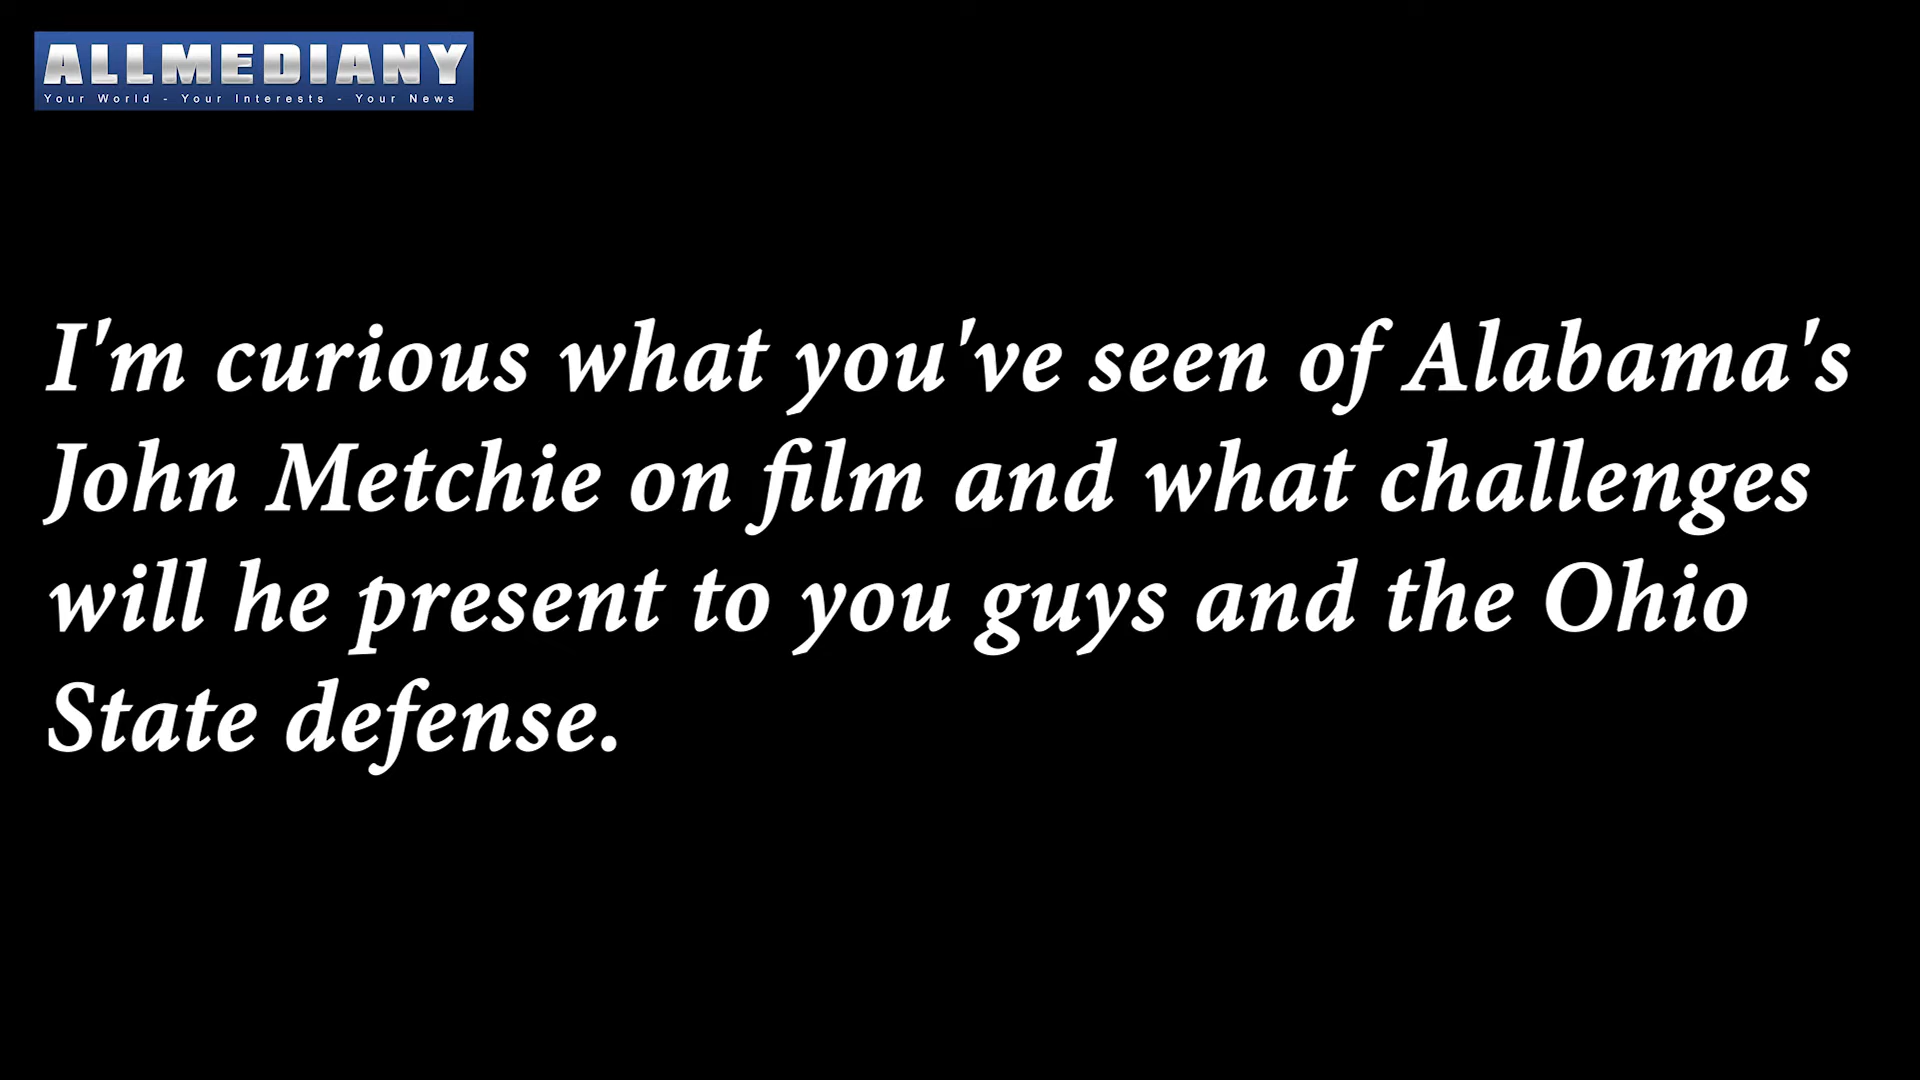 ALLMEDIANY
Your World - Your Interests - Your News
I'm curious what you've seen of Alabama's
John Metchie on film and what challenges
will he present to you guys and the Ohio
State defense.